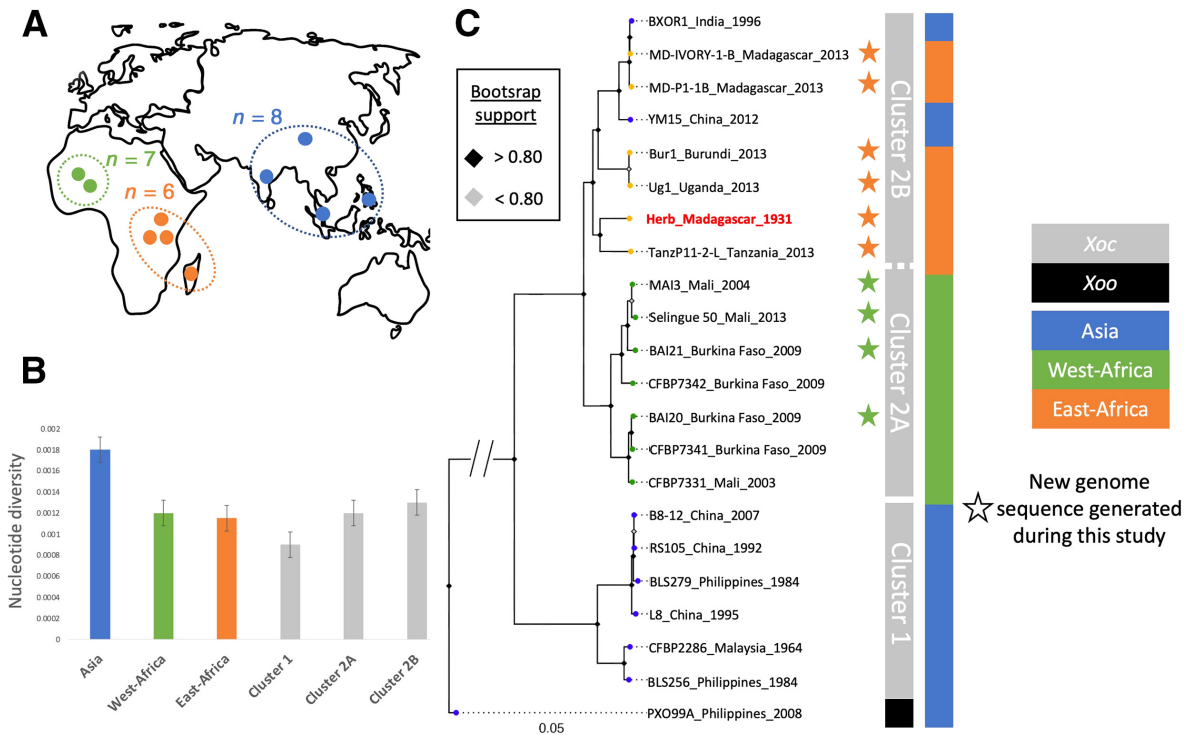 A
n = 8
n = 7
n = 6
B
Nucleotide diversity
0.002
0.0018
0.0016
0.0014
0.0012
0.001
0.0008
0.0006
0.0004
0.0002
0
Asia
West-Africa
East-Africa
Cluster 1
Cluster 2A
Cluster 2B
C
Bootsrap
support
> 0.80
< 0.80
BXOR1_India_1996
MD-IVORY-1-B_Madagascar_2013
MD-P1-1B_Madagascar_2013
YM15_China_2012
Bur1_Burundi_2013
Ug1_Uganda_2013
Herb_Madagascar_1931
TanzP11-2-L_Tanzania_2013
MAI3_Mali_2004
Selingue 50_Mali_2013
BAI21_Burkina Faso_2009
CFBP7342_Burkina Faso_2009
BAI20_Burkina Faso_2009
CFBP7341_Burkina Faso_2009
CFBP7331_Mali_2003
B8-12_China_2007
RS105_China_1992
BLS279_Philippines_1984
L8_China_1995
CFBP2286_Malaysia_1964
BLS256_Philippines_1984
PXO99A_Philippines_2008
0.05
Cluster 2B
Cluster 2A
Cluster 1
Xoc
Xoo
Asia
West-Africa
East-Africa
New genome
sequence generated
during this study